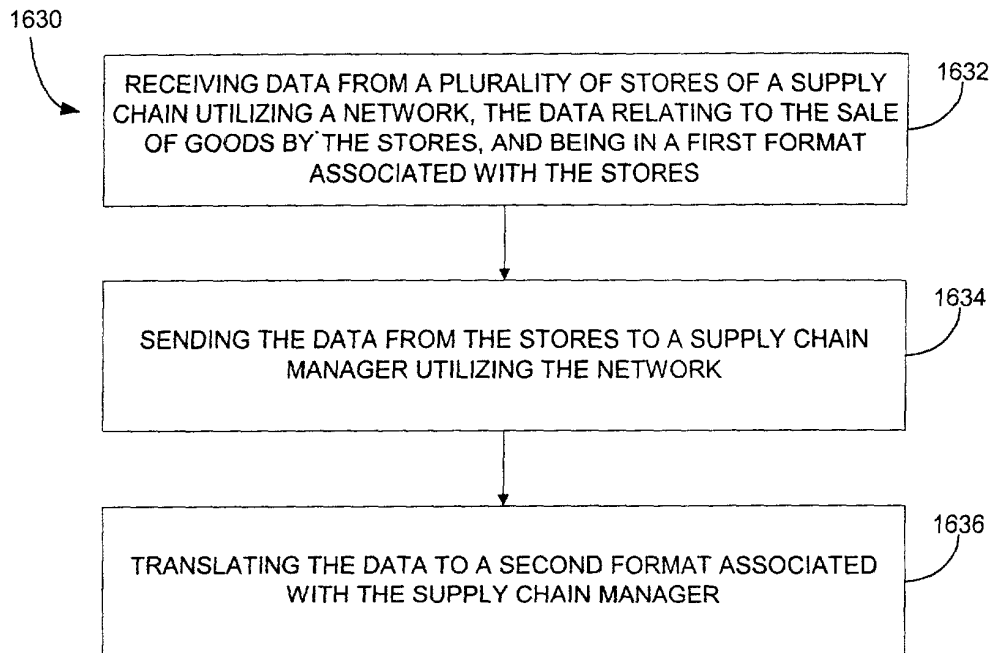 1630
RECEIVING DATA FROM A PLURALITY OF STORES OF A SUPPLY
CHAIN UTILIZING A NETWORK, THE DATA RELATING TO THE SALE
OF GOODS BY THE STORES, AND BEING IN A FIRST FORMAT
ASSOCIATED WITH THE STORES
1632
SENDING THE DATA FROM THE STORES TO A SUPPLY CHAIN
MANAGER UTILIZING THE NETWORK
1634
TRANSLATING THE DATA TO A SECOND FORMAT ASSOCIATED
WITH THE SUPPLY CHAIN MANAGER
1636